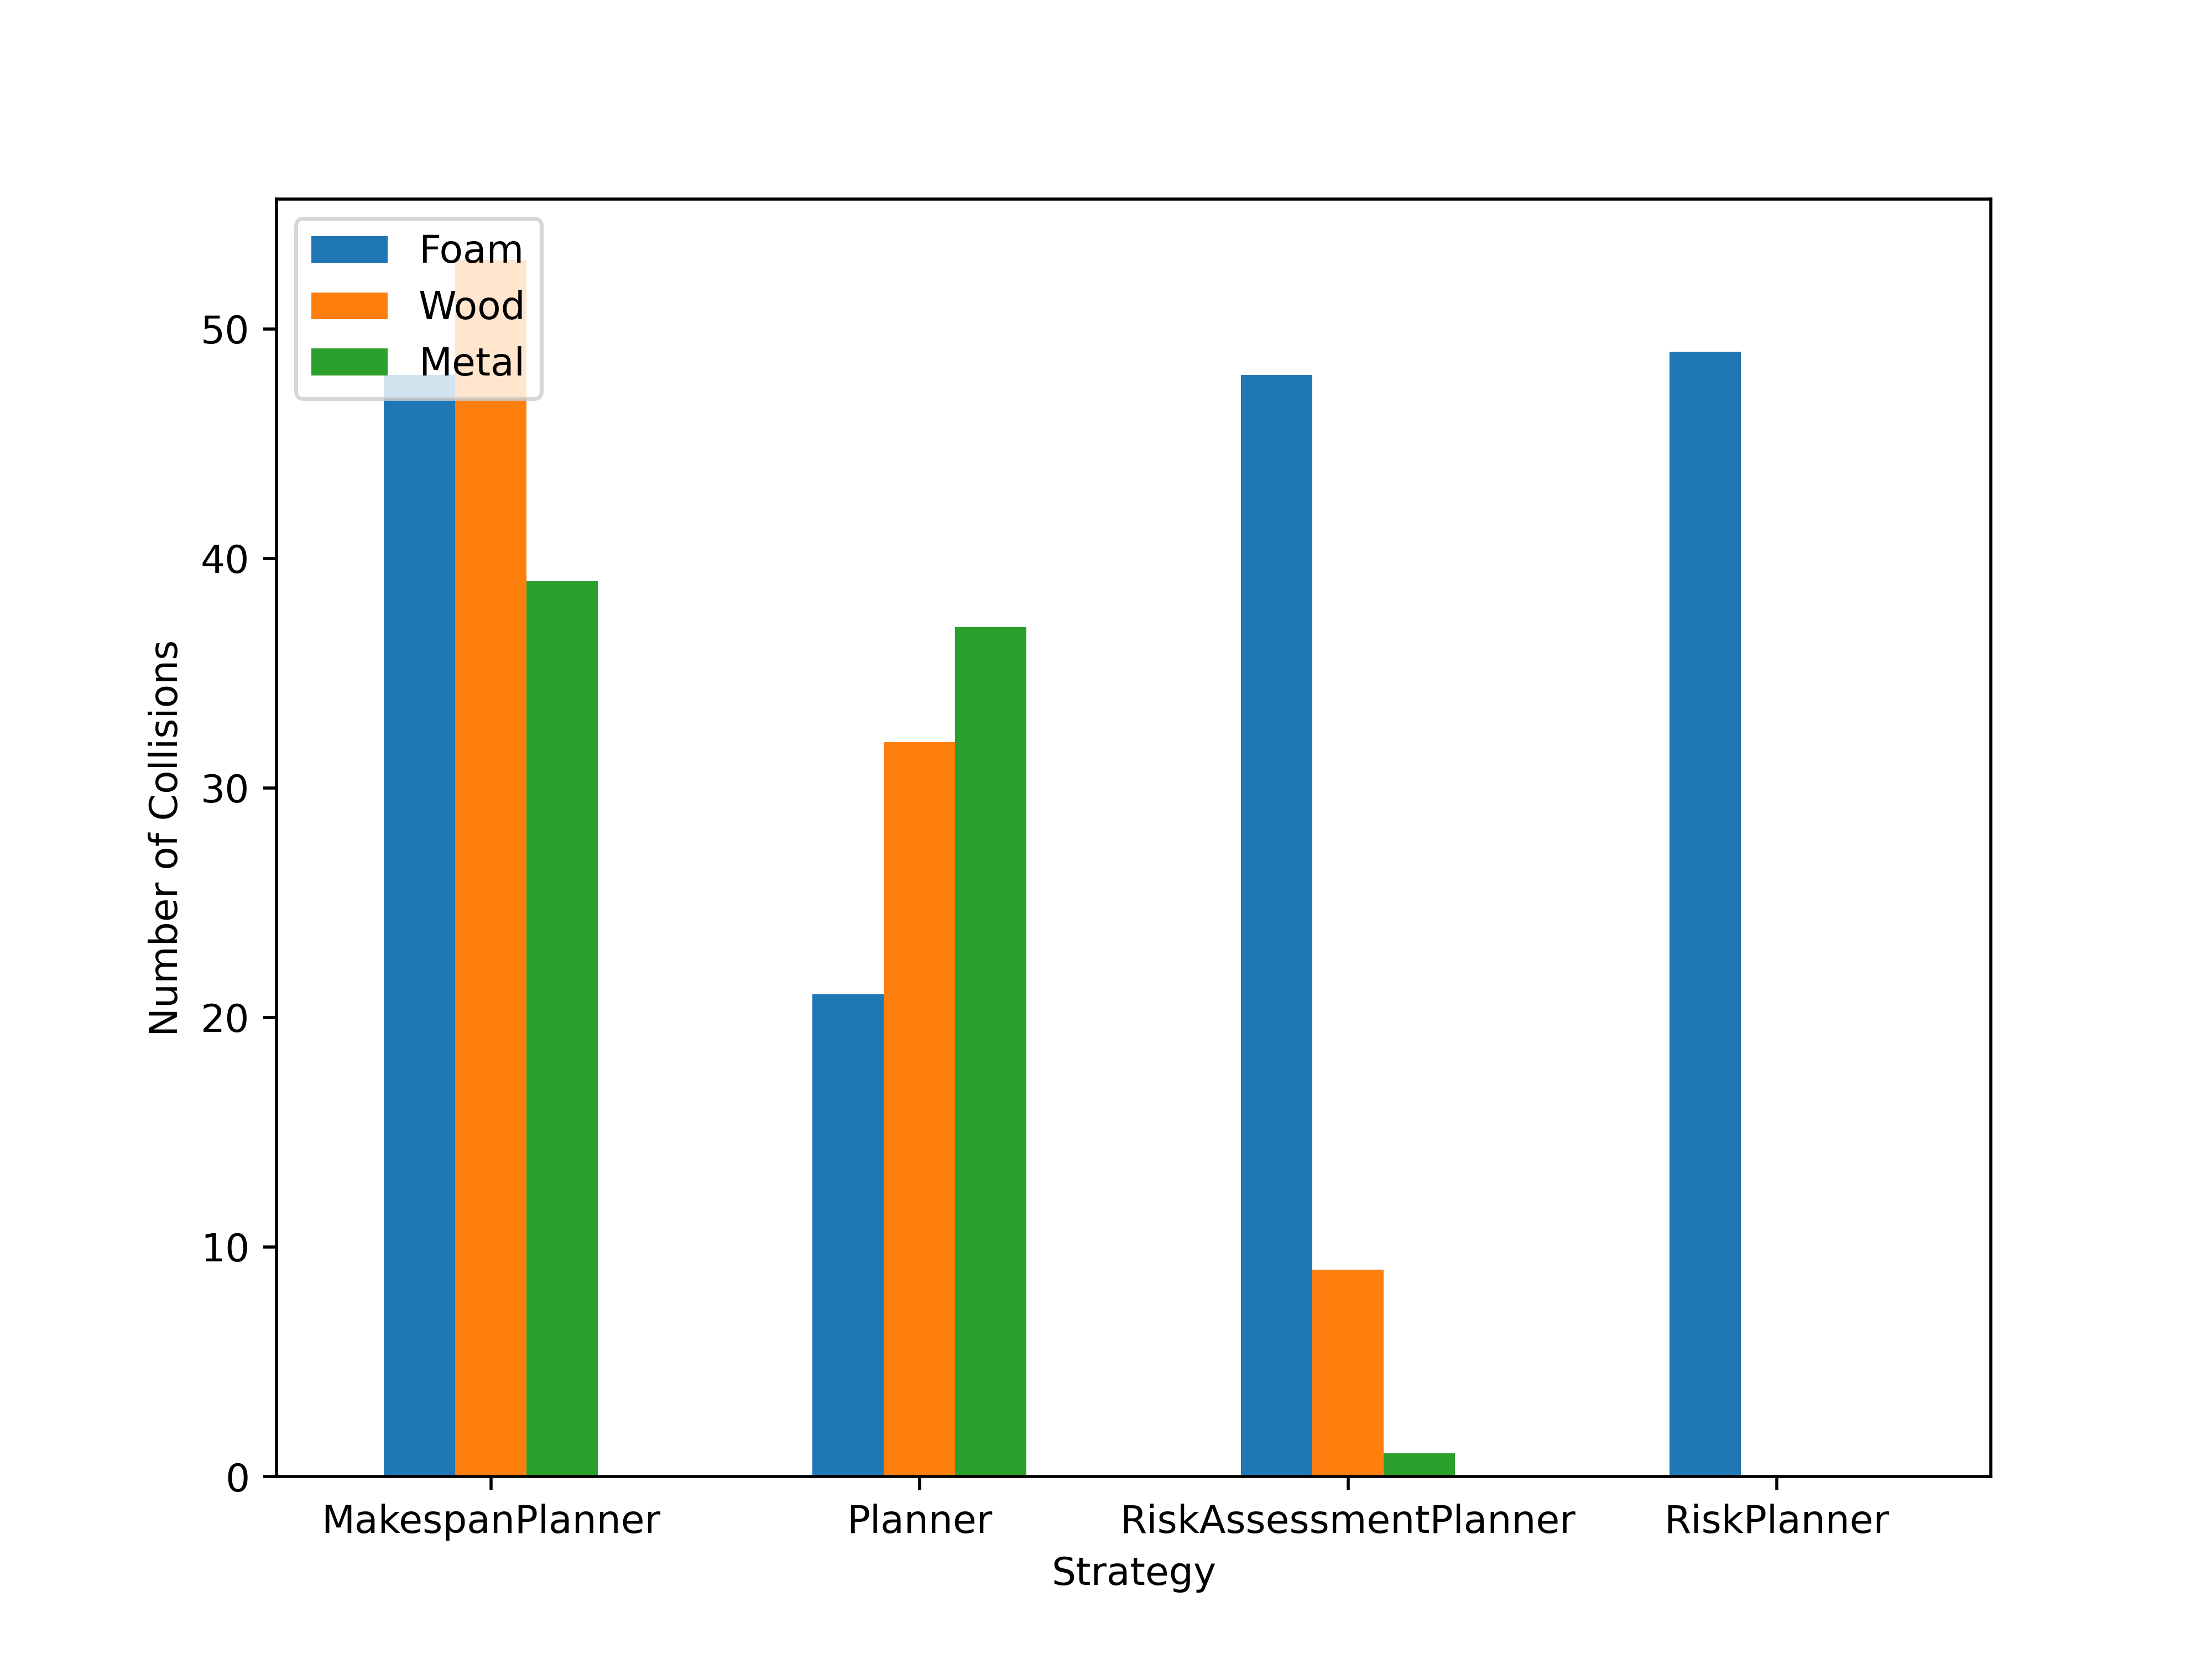 Foam
Wood
Metal
50
40
30
20
10
0
Number of Collisions
MakespanPlanner
Planner
RiskAssessmentPlanner
RiskPlanner
Strategy